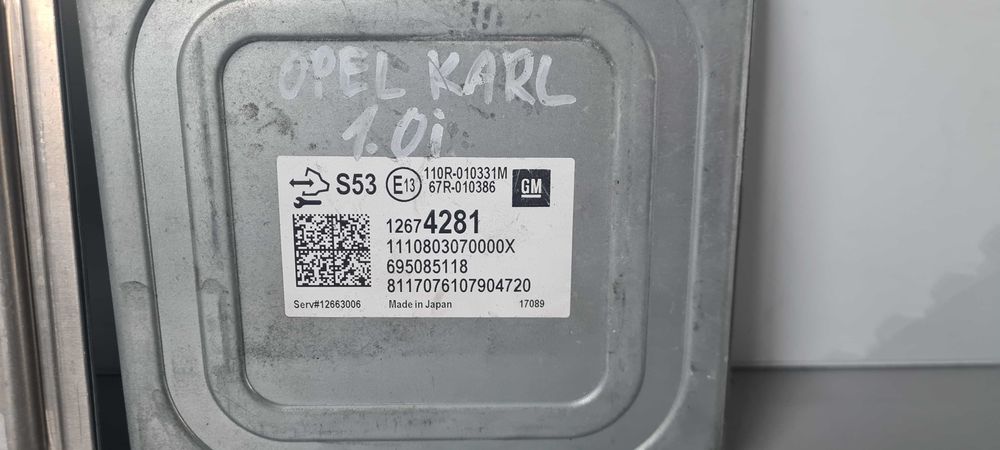 OPEL KARL
1.0i
S53
E13
110R-010331M
67R-010386
GM
12674281
1110803070000X
695085118
8117076107904720
Serv#12663006
Made in Japan
17089